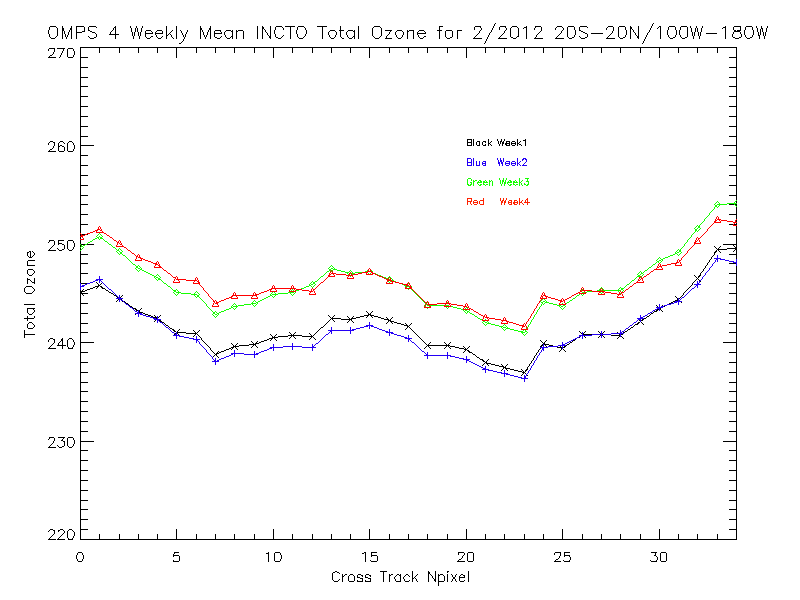 OMPS 4 Weekly Mean INCTO Total Ozone for 2/2012 20S-20N/100W-180W
270
260
250
240
230
220
Total Ozone
Black Week1
Blue Week2
Green Week3
Red Week4
0 5 10 15 20 25 30
Cross Track Npixel